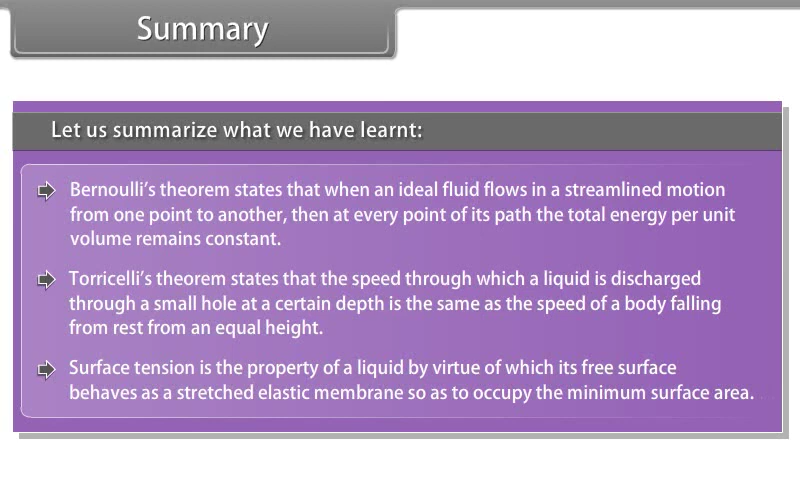 Summary
Let us summarize what we have learnt:
Bernoulli's theorem states that when an ideal fluid flows in a streamlined motion
from one point to another, then at every point of its path the total energy per unit
volume remains constant.
Torricelli's theorem states that the speed through which a liquid is discharged
through a small hole at a certain depth is the same as the speed of a body falling
from rest from an equal height.
Surface tension is the property of a liquid by virtue of which its free surface
behaves as a stretched elastic membrane so as to occupy the minimum surface area.